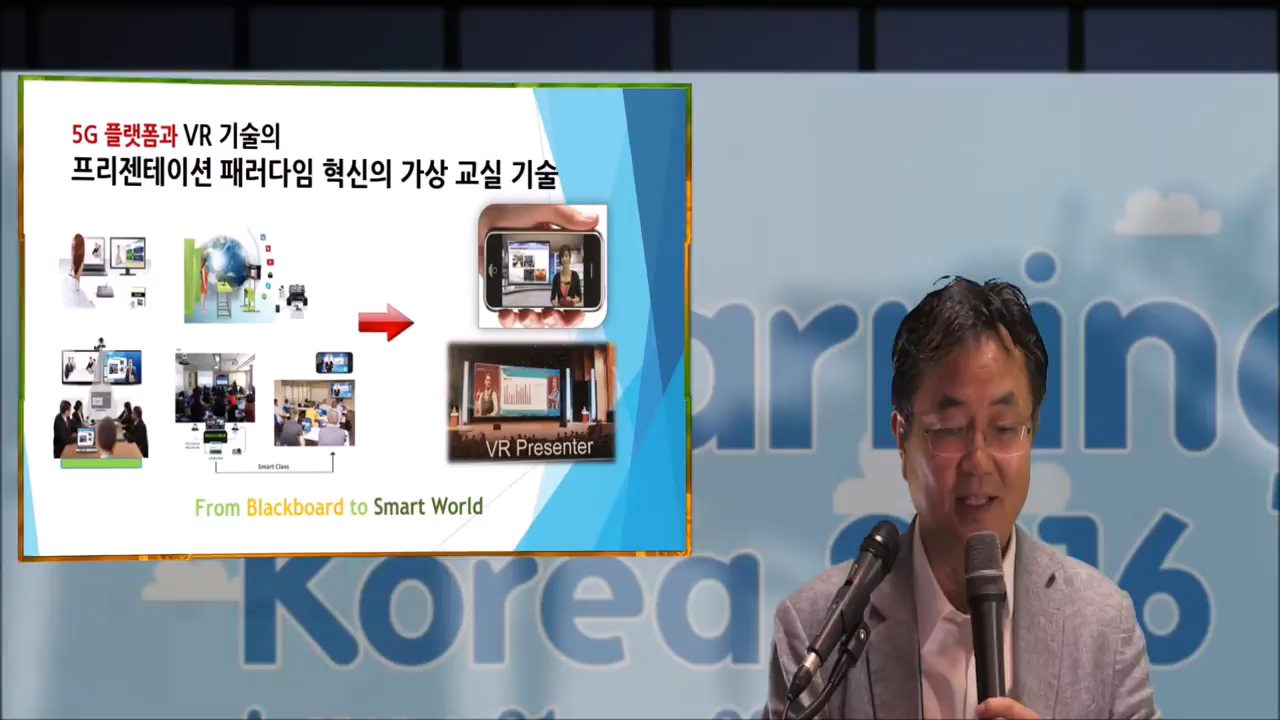 5G 플랫폼과 VR 기술의
프리젠테이션 패러다임 혁신의 가상 교실 기술
VR Presenter
Smart Class
From Blackboard to Smart World
arning
Korea 2016